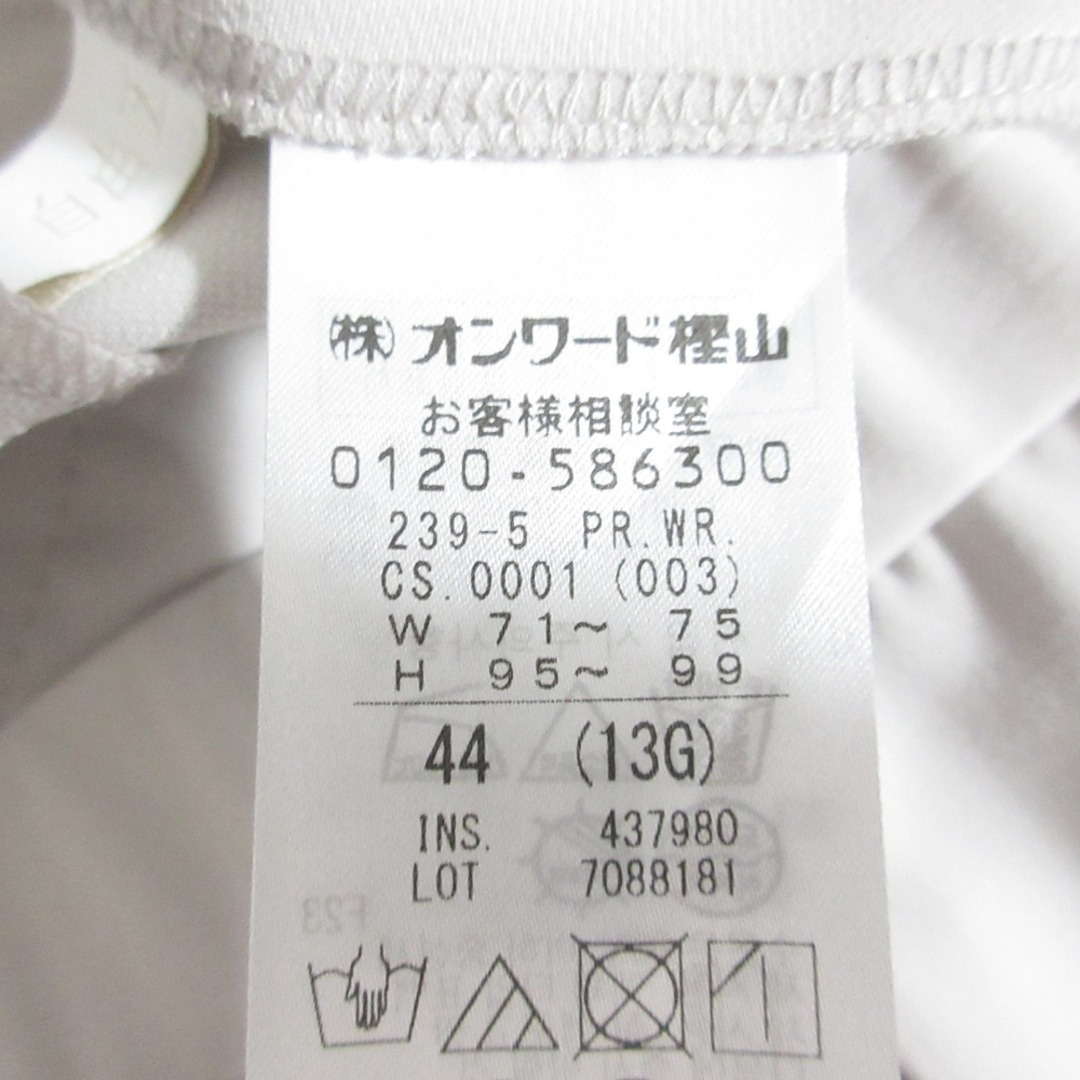 (株)オンワード樫山
お客様相談室
0120-586300
239-5 PR.WR.
CS.0001 (003)
W 71~ 75
H 95~ 99
44 (13G)
INS. 437980
LOT 7088181
F23